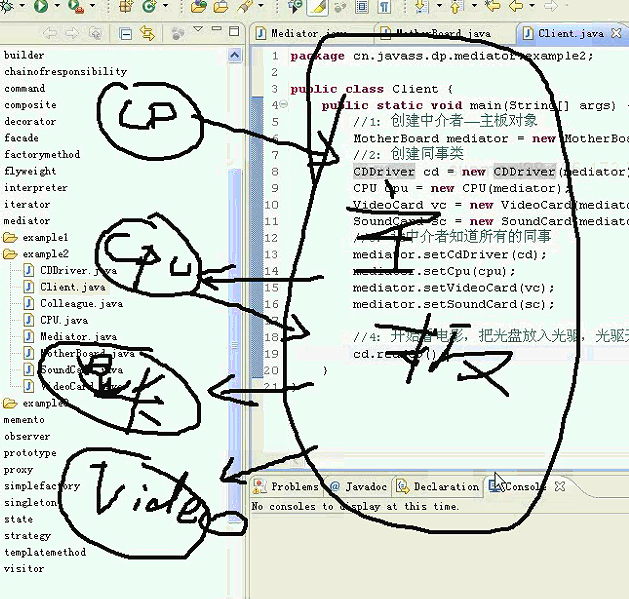 Mediator.java MotherBoard.java Client.java
builder
chainofresponsibility
command
composite
decorator
facade
factorymethod
flyweight
interpreter
iterator
mediator
example1
example2
CDDriver.java
Client.java
Colleague.java
CPU.java
Mediator.java
MotherBoard.java
SoundCard.java
VideoCard.java
example3
memento
observer
prototype
proxy
simplefactory
singleton
state
strategy
templatemethod
visitor
1 package cn.javass.dp.mediator.example2;
2
3 public class Client {
4 public static void main(String[] args) {
5 //1: 创建中介者—主板对象
6 MotherBoard mediator = new MotherBoard
7 //2: 创建同事类
8 CDDriver cd = new CDDriver(mediator)
9 CPU cpu = new CPU(mediator);
10 VideoCard vc = new VideoCard(mediator
11 SoundCard sc = new SoundCard(mediator
12 让中介者知道所有的同事
13 mediator.setCdDriver(cd);
14 mediator.setCpu(cpu);
15 mediator.setVideoCard(vc);
16 mediator.setSoundCard(sc);
17
18 //4: 开始看电影，把光盘放入光驱，光驱
19 cd.read
20 }
21
主板
CPU
Video
Problems @ Javadoc Declaration Console
No consoles to display at this time.